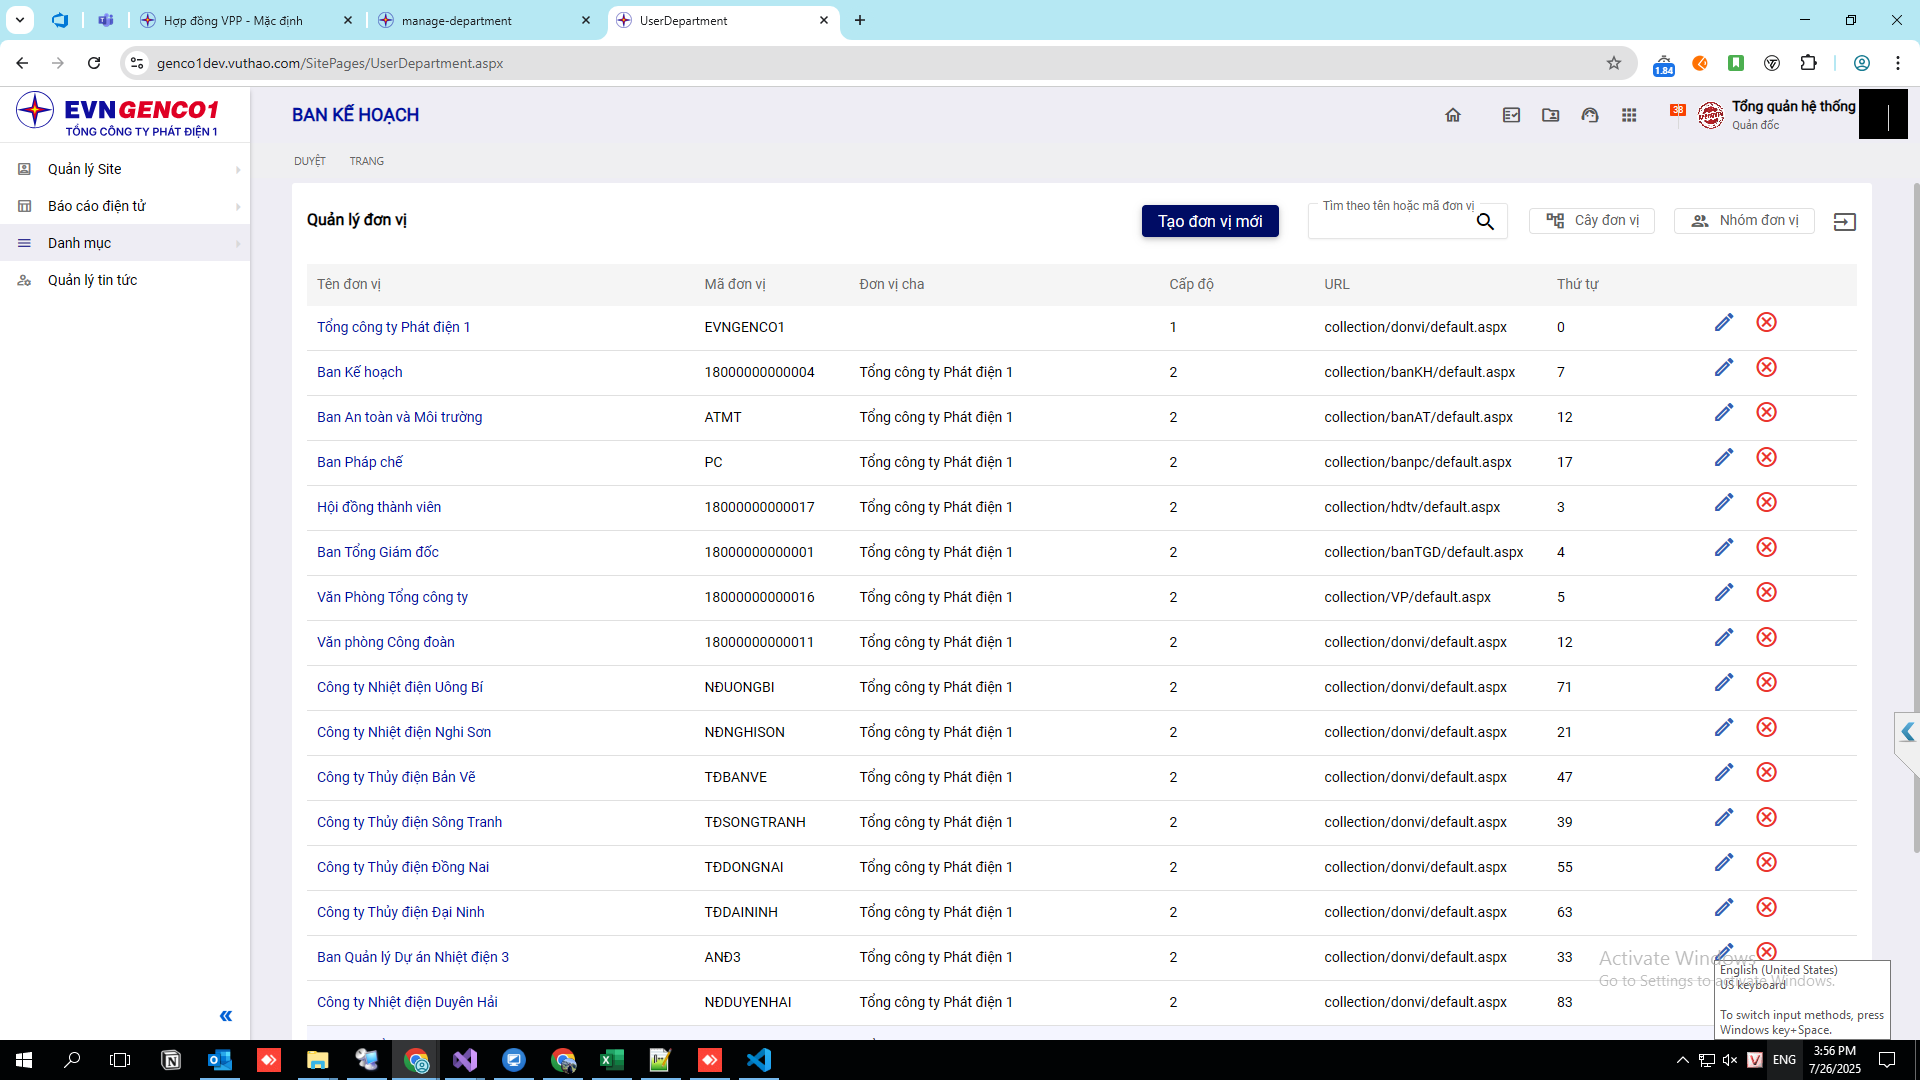 Hợp đồng VPP - Mặc định
manage-department
UserDepartment
genco1dev.vuthao.com/SitePages/UserDepartment.aspx
1.84
EVNGENCO1
TỔNG CÔNG TY PHÁT ĐIỆN 1
BAN KẾ HOẠCH
38
Tổng quản hệ thống
Quản đốc
Quản lý Site
Báo cáo điện tử
Danh mục
Quản lý tin tức
DUYỆT TRANG
Quản lý đơn vị
Tạo đơn vị mới
Tìm theo tên hoặc mã đơn vị
Cây đơn vị
Nhóm đơn vị
Tên đơn vị Mã đơn vị Đơn vị cha Cấp độ URL Thứ tự
Tổng công ty Phát điện 1 EVNGENCO1 1 collection/donvi/default.aspx 0
Ban Kế hoạch 18000000000004 Tổng công ty Phát điện 1 2 collection/banKH/default.aspx 7
Ban An toàn và Môi trường ATMT Tổng công ty Phát điện 1 2 collection/banAT/default.aspx 12
Ban Pháp chế PC Tổng công ty Phát điện 1 2 collection/banpc/default.aspx 17
Hội đồng thành viên 18000000000017 Tổng công ty Phát điện 1 2 collection/hdtv/default.aspx 3
Ban Tổng Giám đốc 18000000000001 Tổng công ty Phát điện 1 2 collection/banTGD/default.aspx 4
Văn Phòng Tổng công ty 18000000000016 Tổng công ty Phát điện 1 2 collection/VP/default.aspx 5
Văn phòng Công đoàn 18000000000011 Tổng công ty Phát điện 1 2 collection/donvi/default.aspx 12
Công ty Nhiệt điện Uông Bí NĐUONGBI Tổng công ty Phát điện 1 2 collection/donvi/default.aspx 71
Công ty Nhiệt điện Nghi Sơn NĐNGHISON Tổng công ty Phát điện 1 2 collection/donvi/default.aspx 21
Công ty Thủy điện Bản Vẽ TĐBANVE Tổng công ty Phát điện 1 2 collection/donvi/default.aspx 47
Công ty Thủy điện Sông Tranh TĐSONGTRANH Tổng công ty Phát điện 1 2 collection/donvi/default.aspx 39
Công ty Thủy điện Đồng Nai TĐDONGNAI Tổng công ty Phát điện 1 2 collection/donvi/default.aspx 55
Công ty Thủy điện Đại Ninh TĐDAININH Tổng công ty Phát điện 1 2 collection/donvi/default.aspx 63
Ban Quản lý Dự án Nhiệt điện 3 ANĐ3 Tổng công ty Phát điện 1 2 collection/donvi/default.aspx 33
Công ty Nhiệt điện Duyên Hải NĐDUYENHAI Tổng công ty Phát điện 1 2 collection/donvi/default.aspx 83
Activate Windows
Go to Settings to activate Windows.
English (United States)
US keyboard
To switch input methods, press
Windows key+Space.
ENG
3:56 PM
7/26/2025